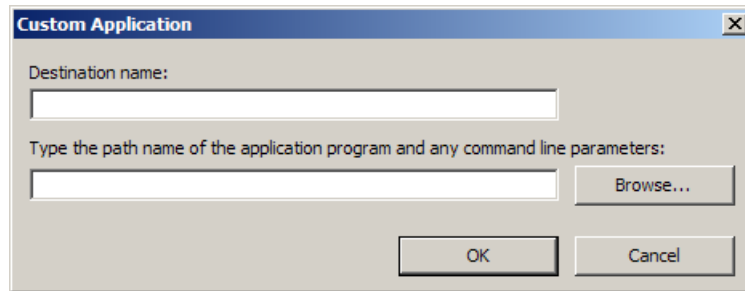 Custom Application
Destination name:
Type the path name of the application program and any command line parameters:
Browse...
OK Cancel